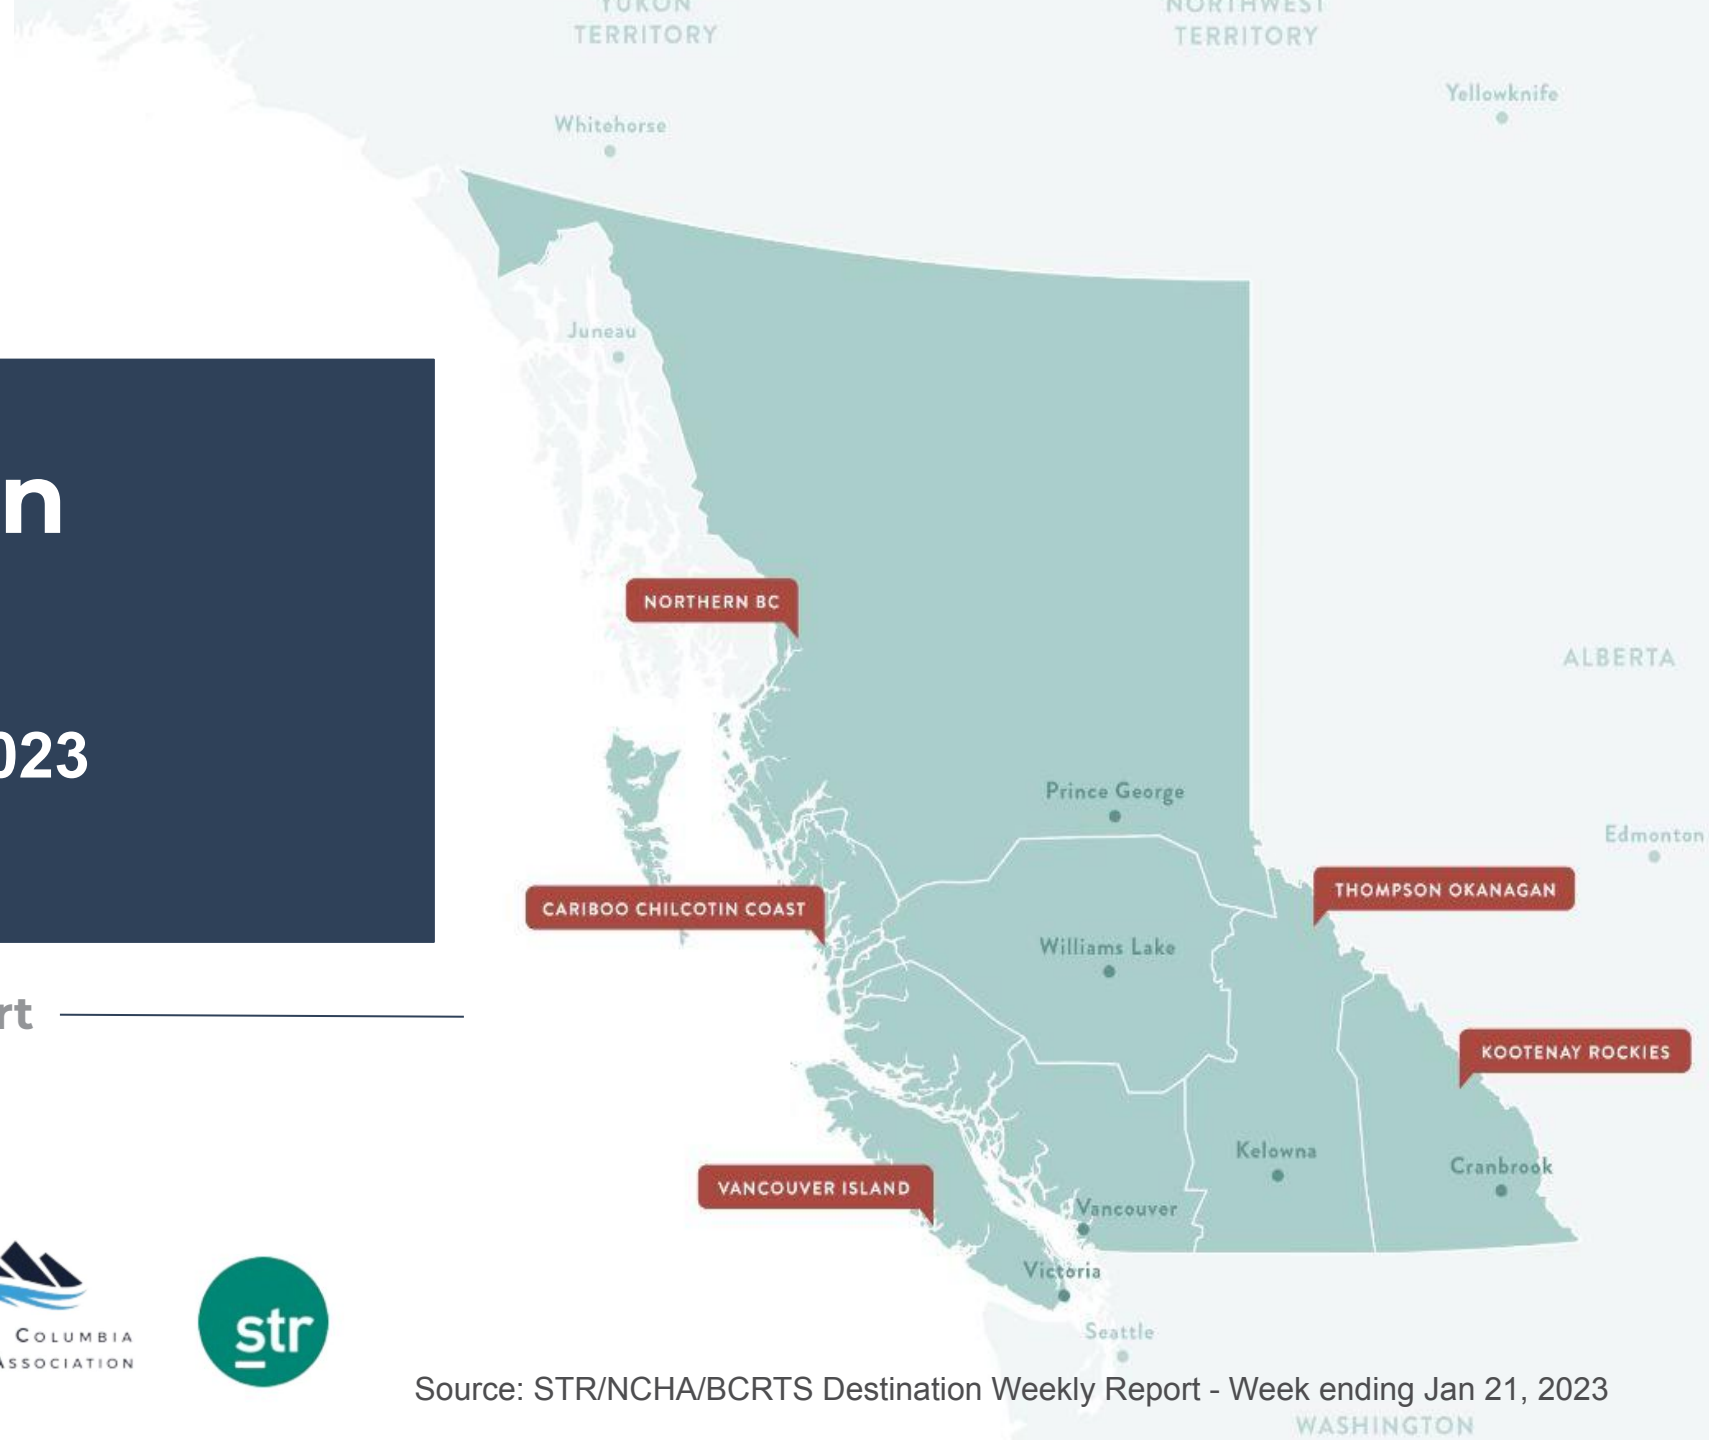 YUKON
TERRITORY
NORTHWEST
TERRITORY
Yellowknife
Whitehorse
Juneau
n
NORTHERN BC
ALBERTA
023
Prince George
Edmonton
THOMPSON OKANAGAN
CARIBOO CHILCOTIN COAST
Williams Lake
rt
KOOTENAY ROCKIES
Kelowna
Cranbrook
VANCOUVER ISLAND
Vancouver
Victoria
COLUMBIA
ASSOCIATION
str
Seattle
Source: STR/NCHA/BCRTS Destination Weekly Report - Week ending Jan 21, 2023
WASHINGTON